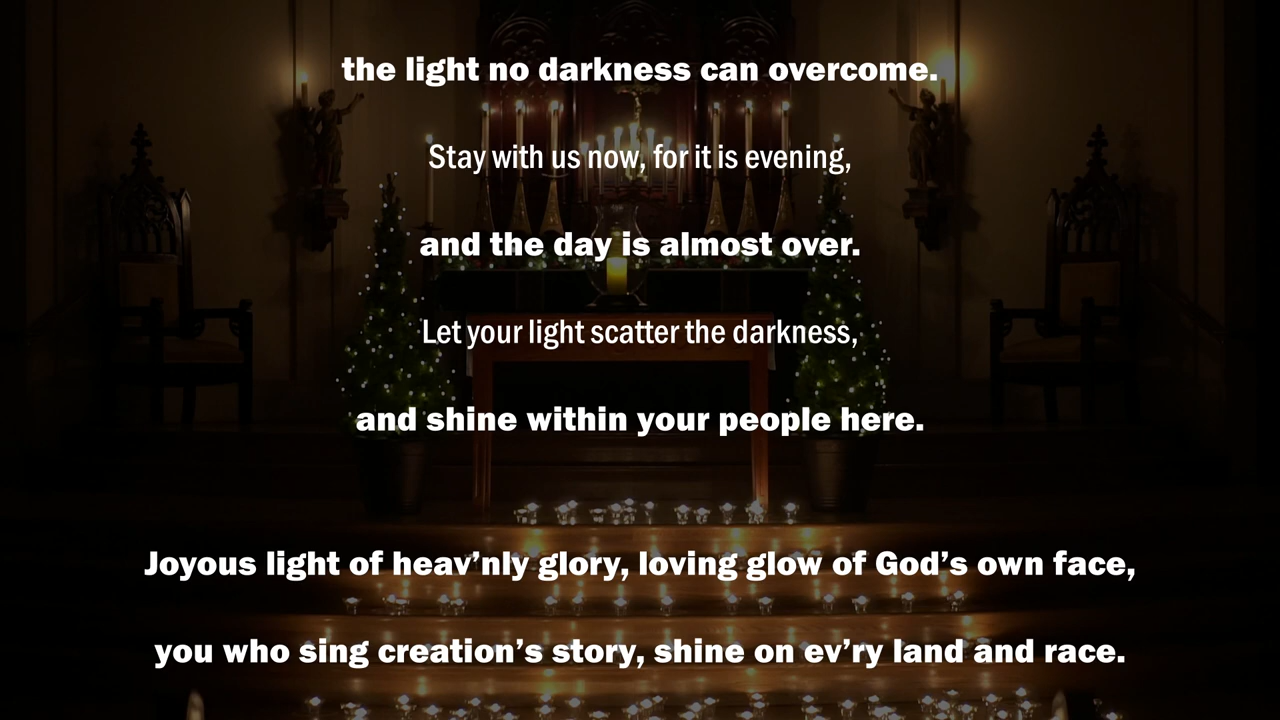 the light no darkness can overcome.
Stay with us now, for it is evening,
and the day is almost over.
Let your light scatter the darkness,
and shine within your people here.
Joyous light of heav’nly glory, loving glow of God’s own face,
you who sing creation’s story, shine on ev’ry land and race.